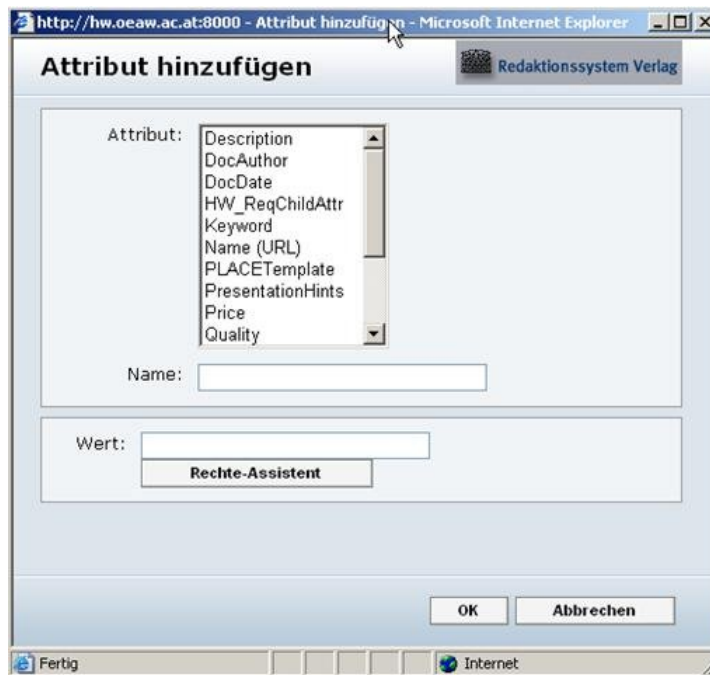 http://hw.oeaw.ac.at:8000 - Attribut hinzufügen - Microsoft Internet Explorer
Attribut hinzufügen
Redaktionssystem Verlag
Attribut:
Description
DocAuthor
DocDate
HW_ReqChildAttr
Keyword
Name (URL)
PLACETemplate
PresentationHints
Price
Quality
Name:
Wert:
Rechte-Assistent
OK Abbrechen
Fertig Internet